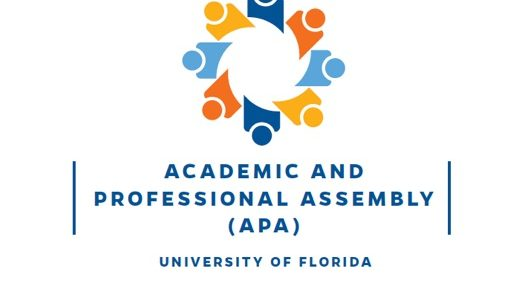 ACADEMIC AND
PROFESSIONAL ASSEMBLY
(APA)
UNIVERSITY OF FLORIDA